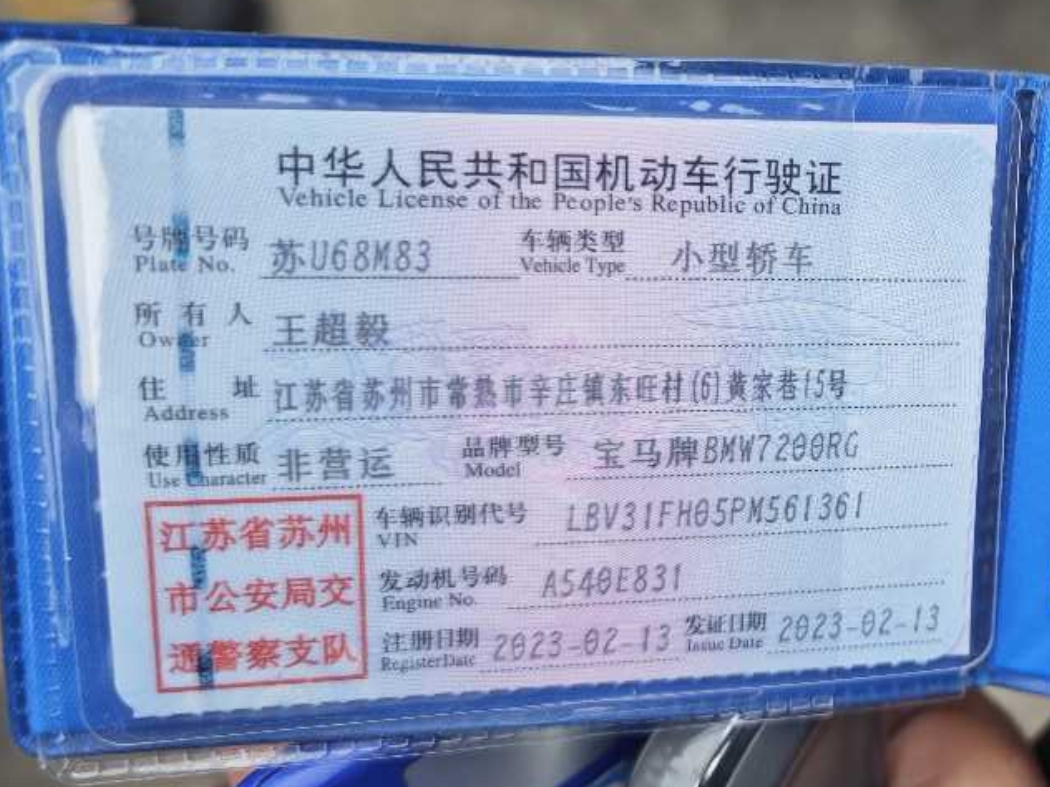 中华人民共和国机动车行驶证
Vehicle License of the People's Republic of China
号牌号码 苏U68M83 车辆类型 小型轿车
Plate No. Vehicle Type
所有人 王超毅
Owner
住址 江苏省苏州市常熟市辛庄镇东旺村(6)黄家巷15号
Address
使用性质 非营运 品牌型号 宝马牌BMW7200RG
Use Character Model
江苏省苏州
市公安局交
通警察支队
车辆识别代号 LBV31FH05PM561361
VIN
发动机号码 A540E831
Engine No.
注册日期 2023-02-13 发证日期 2023-02-13
Register Date Issue Date